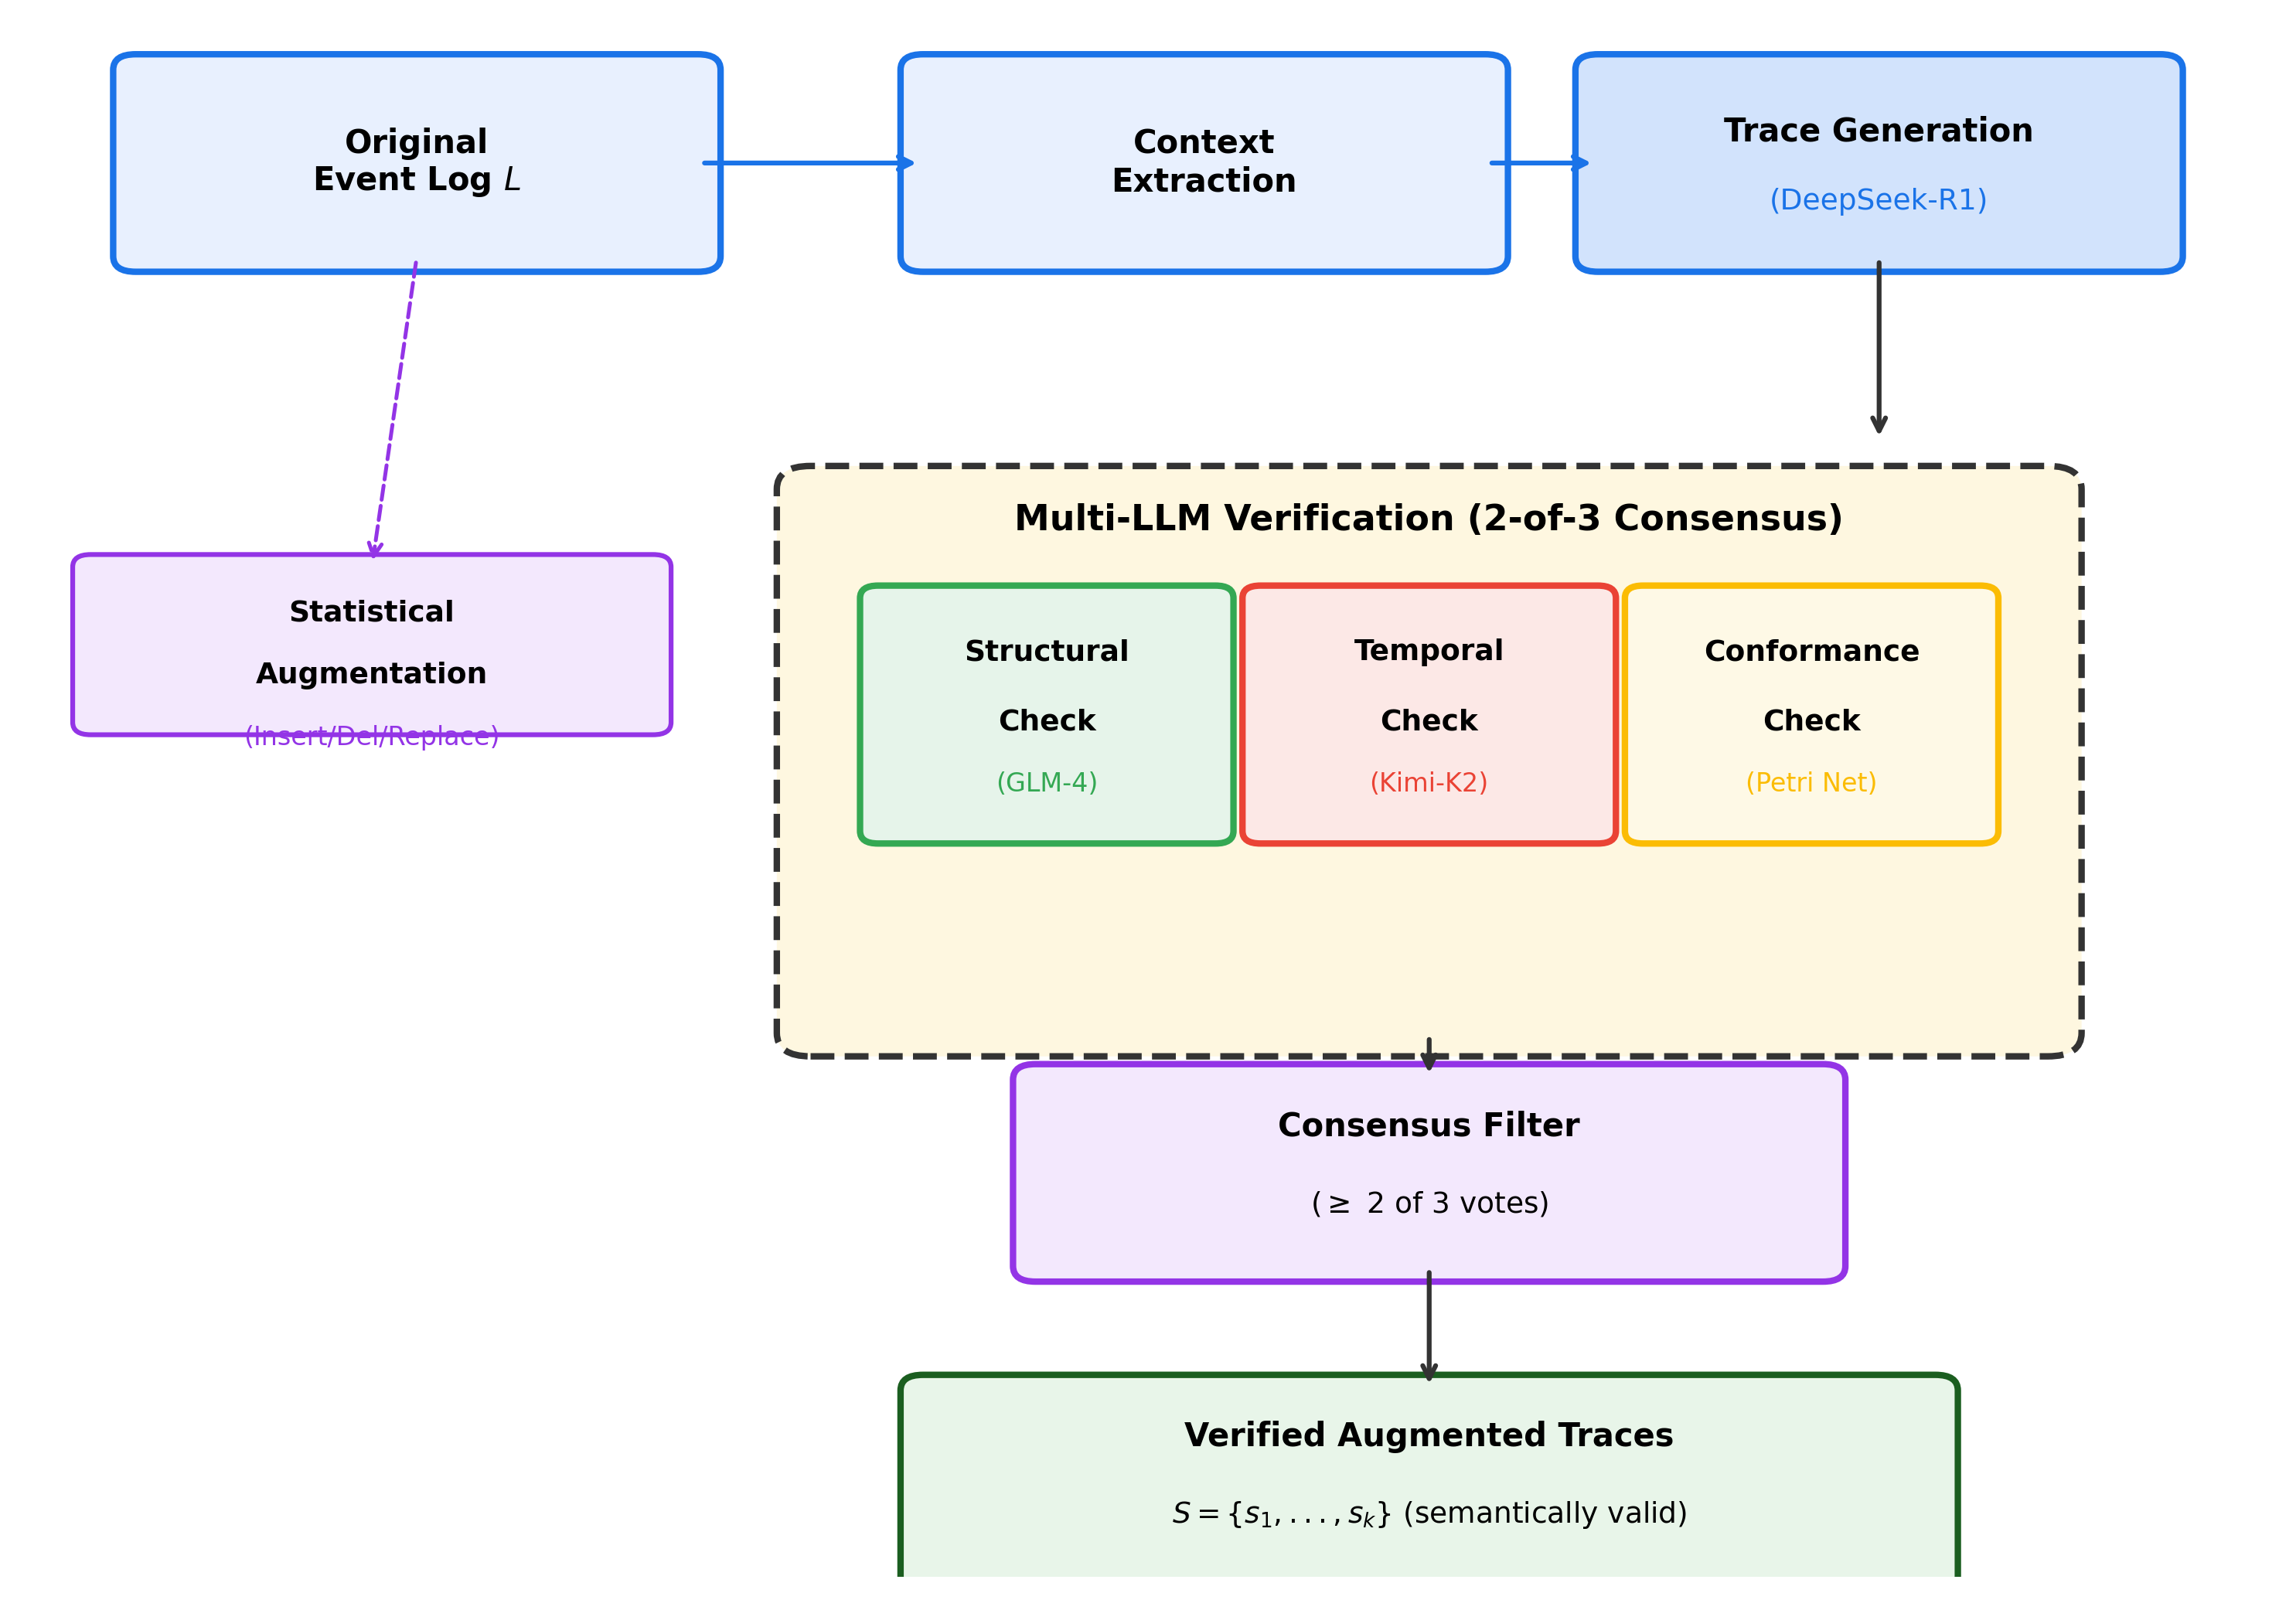 Original
Event Log L
Context
Extraction
Trace Generation
(DeepSeek-R1)
Multi-LLM Verification (2-of-3 Consensus)
Statistical
Augmentation
(Insert/Del/Replace)
Structural
Check
(GLM-4)
Temporal
Check
(Kimi-K2)
Conformance
Check
(Petri Net)
Consensus Filter
(≥ 2 of 3 votes)
Verified Augmented Traces
S = {s₁, . . . , sₖ} (semantically valid)